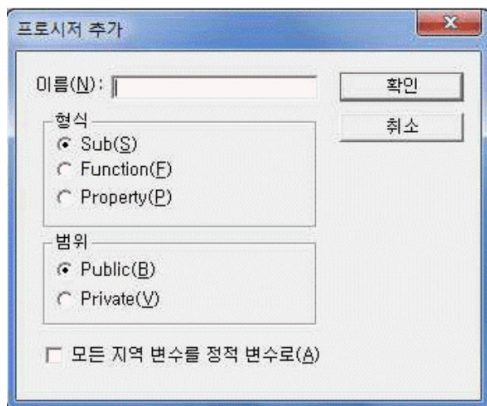 프로시저 추가
이름(N):
확인
취소
형식
Sub(S)
Function(F)
Property(P)
범위
Public(B)
Private(V)
모든 지역 변수를 정적 변수로(A)